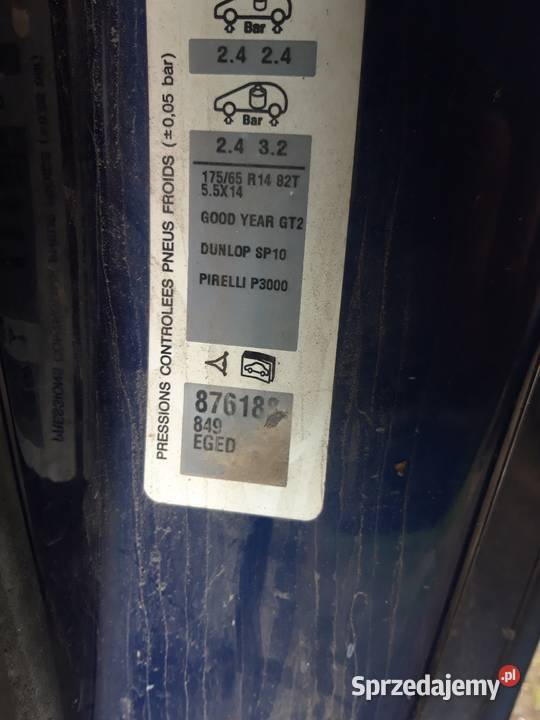 Bar
2.4 2.4
Bar
2.4 3.2
175/65 R14 82T
5.5X14
GOOD YEAR GT2
DUNLOP SP10
PIRELLI P3000
PRESSIONS CONTROLEES PNEUS FROIDS (±0,05 bar)
849
EGED
Sprzedajemy.pl